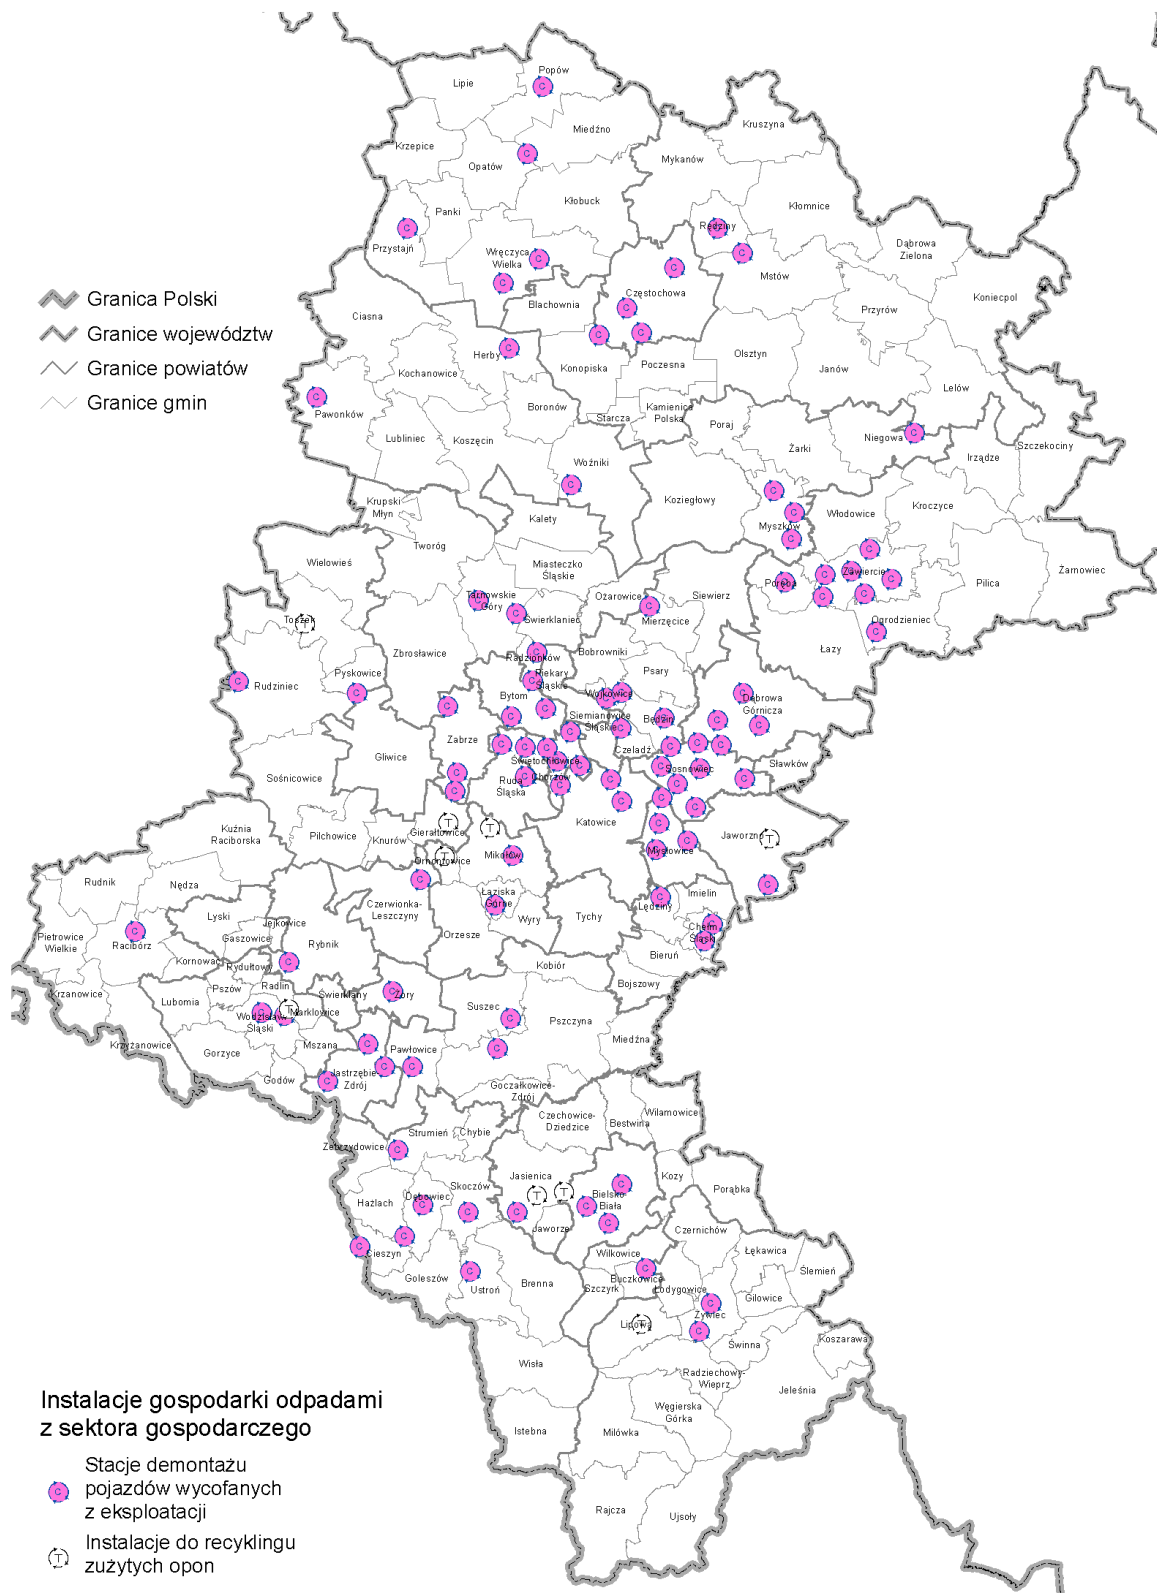 Popów
Lipie
Kruszyna
Miedźno
Krzepice
Mykanów
Opatów
Kłobuck
Kłomnice
Panki
Rędziny
Przystajń
Dąbrowa
Zielona
Wręczyca
Wielka
Mstów
Częstochowa
Koniecpol
Blachownia
Przyrów
Ciasna
Herby
Olsztyn
Konopiska
Poczesna
Janów
Kochanowice
Lelów
Pawonków
Boronów
Kamienica
Polska
Starcza
Poraj
Lubliniec
Koszęcin
Niegowa
Szczekociny
Żarki
Irządze
Woźniki
Koziegłowy
Krupski
Młyn
Kalety
Włodowice
Kroczyce
Myszków
Tworóg
Wielowieś
Miasteczko
Śląskie
Zawiercie
Żarnowiec
Poręba
Pilica
Tarnowskie
Góry
Ożarowice
Siewierz
Świerklaniec
Mierzęcice
Ogrodzieniec
Toszek
Łazy
Bobrowniki
Radzionków
Zbrosławice
Psary
Piekary
Śląskie
Pyskowice
Rudziniec
Bytom
Wojkowice
Dąbrowa
Górnicza
Siemianowice
Śląskie
Będzin
Zabrze
Czeladź
Gliwice
Świętochłowice
Sławków
Sosnowiec
Chorzów
Ruda
Śląska
Sośnicowice
Katowice
Kuźnia
Raciborska
Pilchowice
Gierałtowice
Knurów
Jaworzno
Mysłowice
Mikołów
Ornontowice
Rudnik
Nędza
Łaziska
Górne
Imielin
Lędziny
Czerwionka-
Leszczyny
Lyski
Jejkowice
Wyry
Tychy
Chełm
Śląski
Pietrowice
Wielkie
Racibórz
Gaszowice
Rybnik
Orzesze
Bieruń
Kornowac
Rydułtowy
Kobiór
Bojszowy
Krzanowice
Pszów
Radlin
Świerklany
Żory
Lubomia
Suszec
Wodzisław
Śląski
Marklowice
Pszczyna
Miedźna
Krzyżanowice
Mszana
Gorzyce
Pawłowice
Godów
Jastrzębie-
Zdrój
Goczałkowice-
Zdrój
Czechowice-
Dziedzice
Wilamowice
Bestwina
Strumień
Chybie
Zebrzydowice
Jasienica
Kozy
Skoczów
Porąbka
Dębowiec
Bielsko-
Biała
Hażlach
Jaworze
Czernichów
Cieszyn
Wilkowice
Łękawica
Ślemień
Goleszów
Ustroń
Brenna
Szczyrk
Buczkowice
Łodygowice
Gilowice
Żywiec
Lipowa
Koszarawa
Świnna
Wisła
Radziechowy-
Wieprz
Jeleśnia
Węgierska
Górka
Istebna
Milówka
Rajcza
Ujsoły
Granica Polski
Granice województw
Granice powiatów
Granice gmin
Instalacje gospodarki odpadami
z sektora gospodarczego
C
Stacje demontażu
pojazdów wycofanych
z eksploatacji
T
Instalacje do recyklingu
zużytych opon